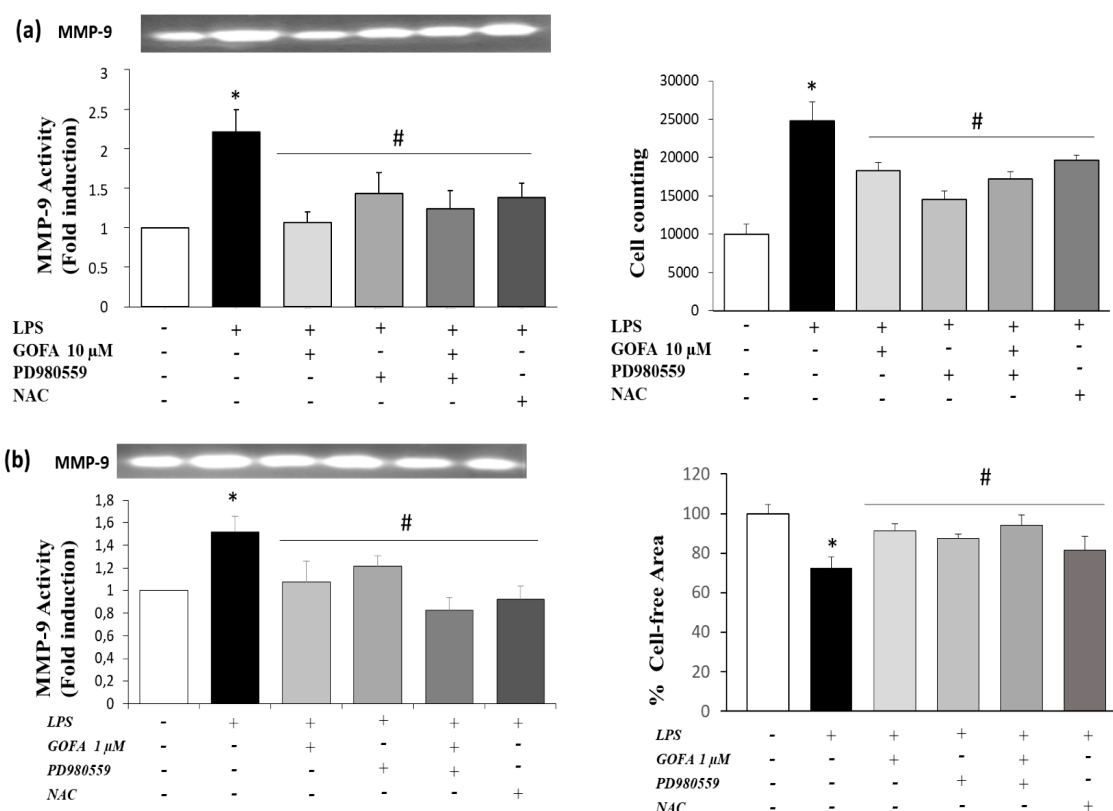 (a) MMP-9
MMP-9 Activity
(Fold induction)
3
2.5
2
1.5
1
0.5
0
*
#
LPS - + + + + +
GOFA 10 µM - - + - + -
PD980559 - - - + + -
NAC - - - - - +
Cell counting
30000
25000
20000
15000
10000
5000
0
*
#
LPS - + + + + +
GOFA 10 µM - - + - + -
PD980559 - - - + + -
NAC - - - - - +
(b) MMP-9
MMP-9 Activity
(Fold induction)
1,8
1,6
1,4
1,2
1
0,8
0,6
0,4
0,2
0
*
#
LPS - + + + + +
GOFA 1 µM - - + - + -
PD980559 - - - + + -
NAC - - - - - +
% Cell-free Area
120
100
80
60
40
20
0
*
#
LPS - + + + + +
GOFA 1 µM - - + - + -
PD980559 - - - + + -
NAC - - - - - +